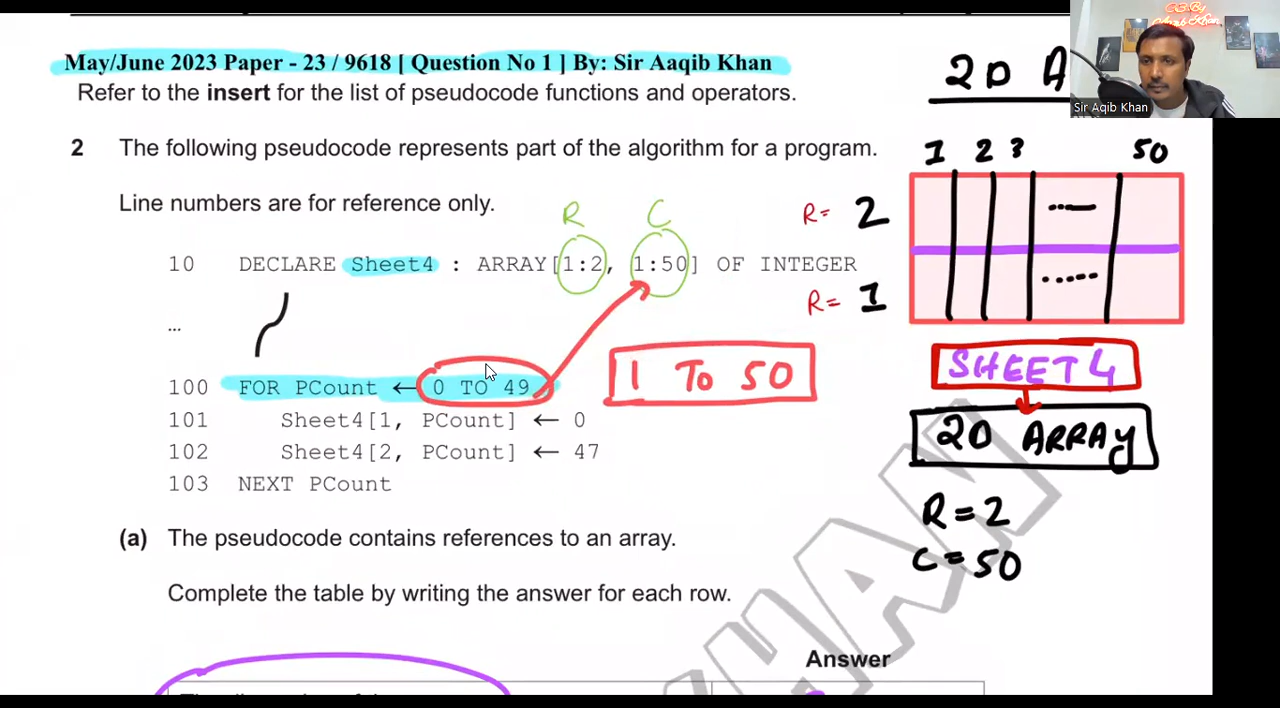 May/June 2023 Paper - 23 / 9618 [ Question No 1 ] By: Sir Aaqib Khan
Refer to the insert for the list of pseudocode functions and operators.
2D A
Sir Aqib Khan
2 The following pseudocode represents part of the algorithm for a program.
1 2 3 50
Line numbers are for reference only.
R C
R= 2
10 DECLARE Sheet4 : ARRAY[1:2, 1:50] OF INTEGER
R= 1
...
100 FOR PCount ← 0 TO 49
1 TO 50
101 Sheet4[1, PCount] ← 0
102 Sheet4[2, PCount] ← 47
103 NEXT PCount
SHEET4
2D ARRAY
R=2
C=50
(a) The pseudocode contains references to an array.
Complete the table by writing the answer for each row.
KHAN
Answer